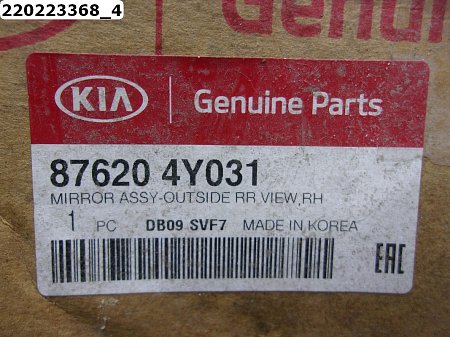 220223368_4
Genuin
KIA Genuine Parts
87620 4Y031
MIRROR ASSY-OUTSIDE RR VIEW,RH
1 PC DB09 SVF7 MADE IN KOREA
EAC